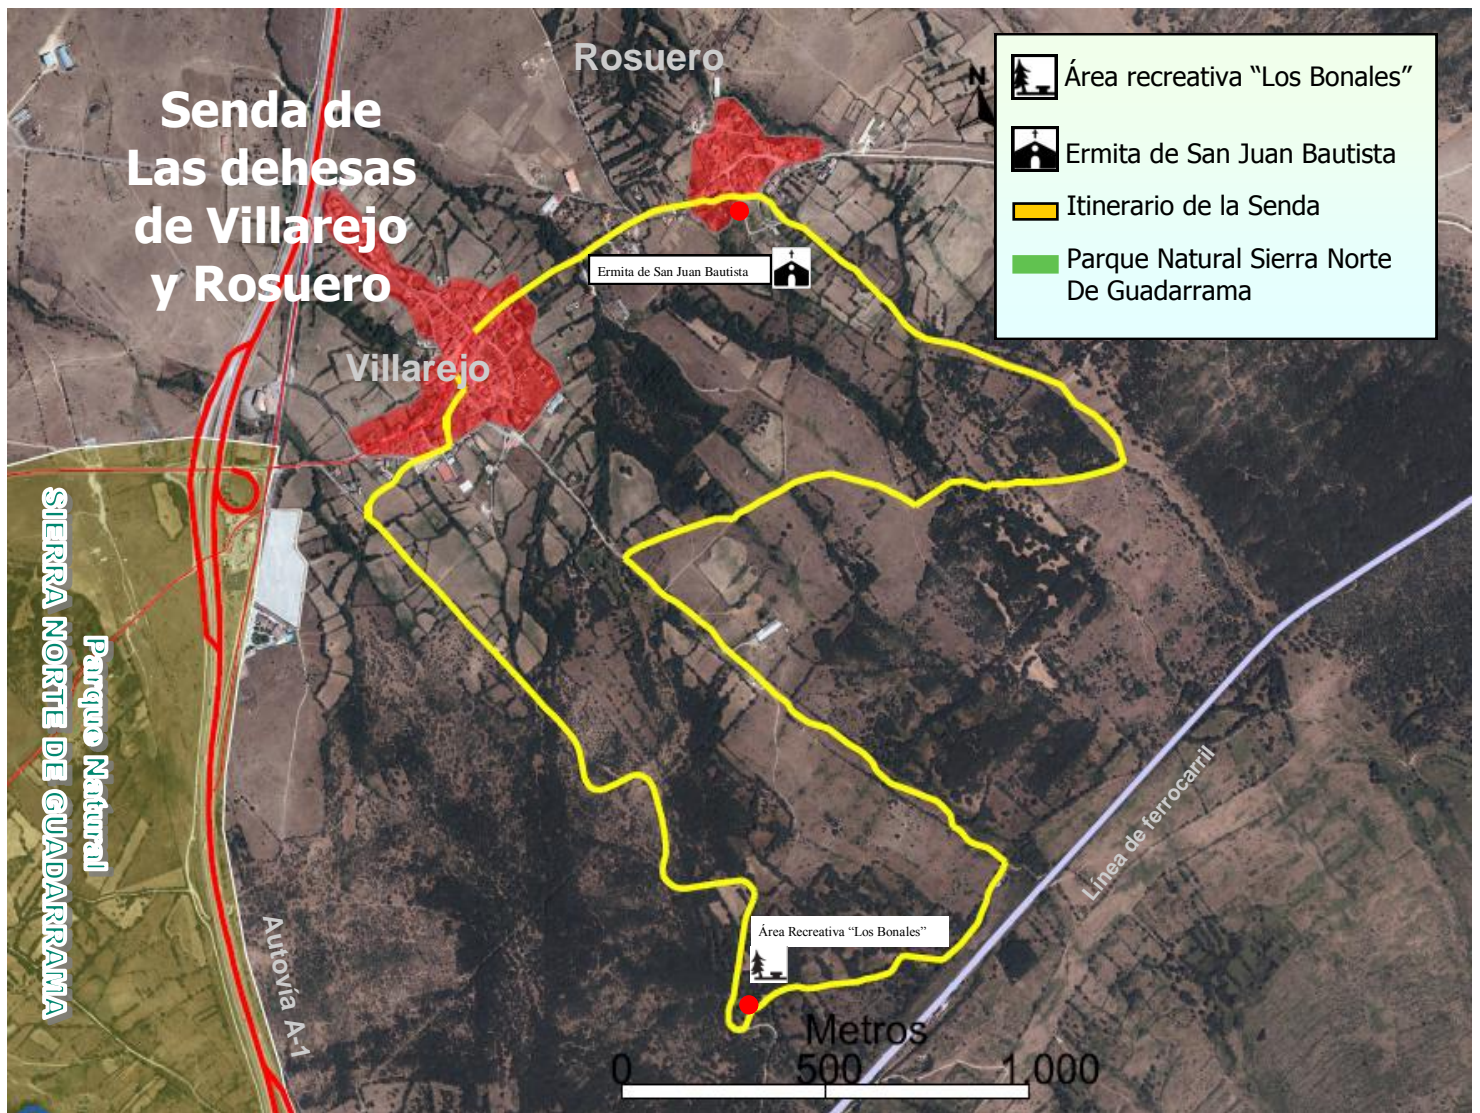 Rosuero
Senda de
Las dehesas
de Villarejo
y Rosuero
N
Área recreativa “Los Bonales”
Ermita de San Juan Bautista
Itinerario de la Senda
Parque Natural Sierra Norte
De Guadarrama
Ermita de San Juan Bautista
Villarejo
Parque Natural
SIERRA NORTE DE GUADARRAMA
Autovía A-1
Línea de ferrocarril
Área Recreativa “Los Bonales”
Metros
0 500 1.000